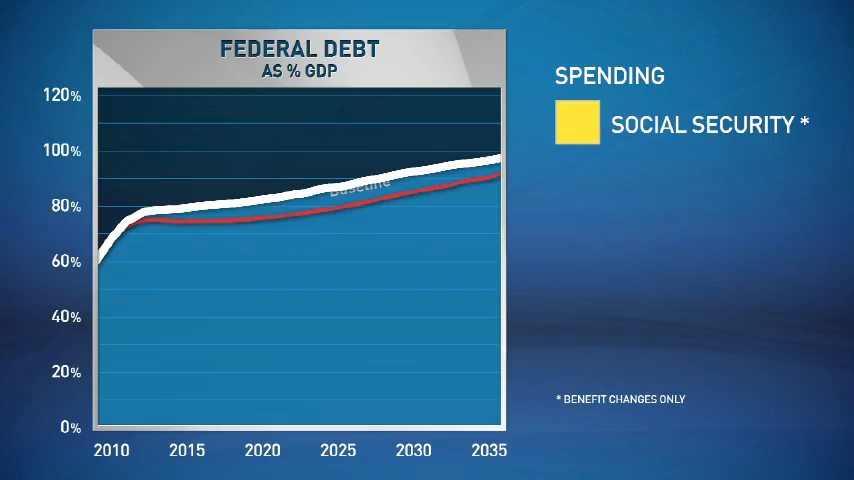 FEDERAL DEBT
AS % GDP
120%
100%
80%
60%
40%
20%
0%
2010 2015 2020 2025 2030 2035
Baseline
SPENDING
SOCIAL SECURITY *
* BENEFIT CHANGES ONLY